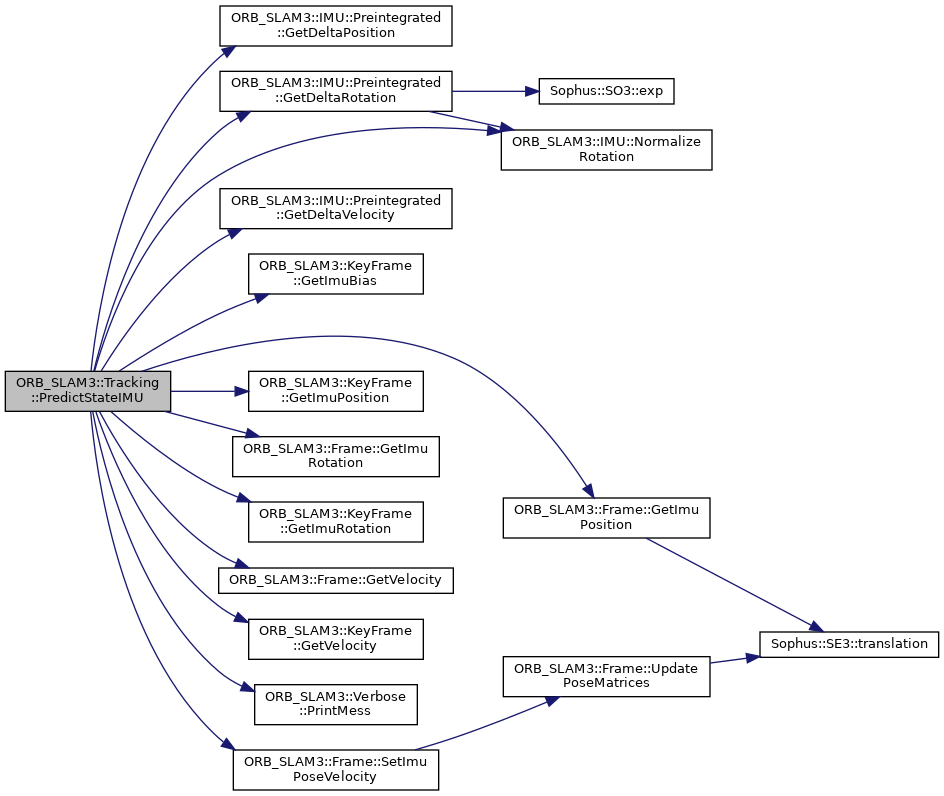 ORB_SLAM3::Tracking
::PredictStateIMU
ORB_SLAM3::IMU::Preintegrated
::GetDeltaPosition
ORB_SLAM3::IMU::Preintegrated
::GetDeltaRotation
Sophus::SO3::exp
ORB_SLAM3::IMU::Normalize
Rotation
ORB_SLAM3::IMU::Preintegrated
::GetDeltaVelocity
ORB_SLAM3::KeyFrame
::GetImuBias
ORB_SLAM3::KeyFrame
::GetImuPosition
ORB_SLAM3::Frame::GetImu
Rotation
ORB_SLAM3::KeyFrame
::GetImuRotation
ORB_SLAM3::Frame::GetImu
Position
ORB_SLAM3::Frame::GetVelocity
ORB_SLAM3::KeyFrame
::GetVelocity
Sophus::SE3::translation
ORB_SLAM3::Frame::Update
PoseMatrices
ORB_SLAM3::Verbose
::PrintMess
ORB_SLAM3::Frame::SetImu
PoseVelocity